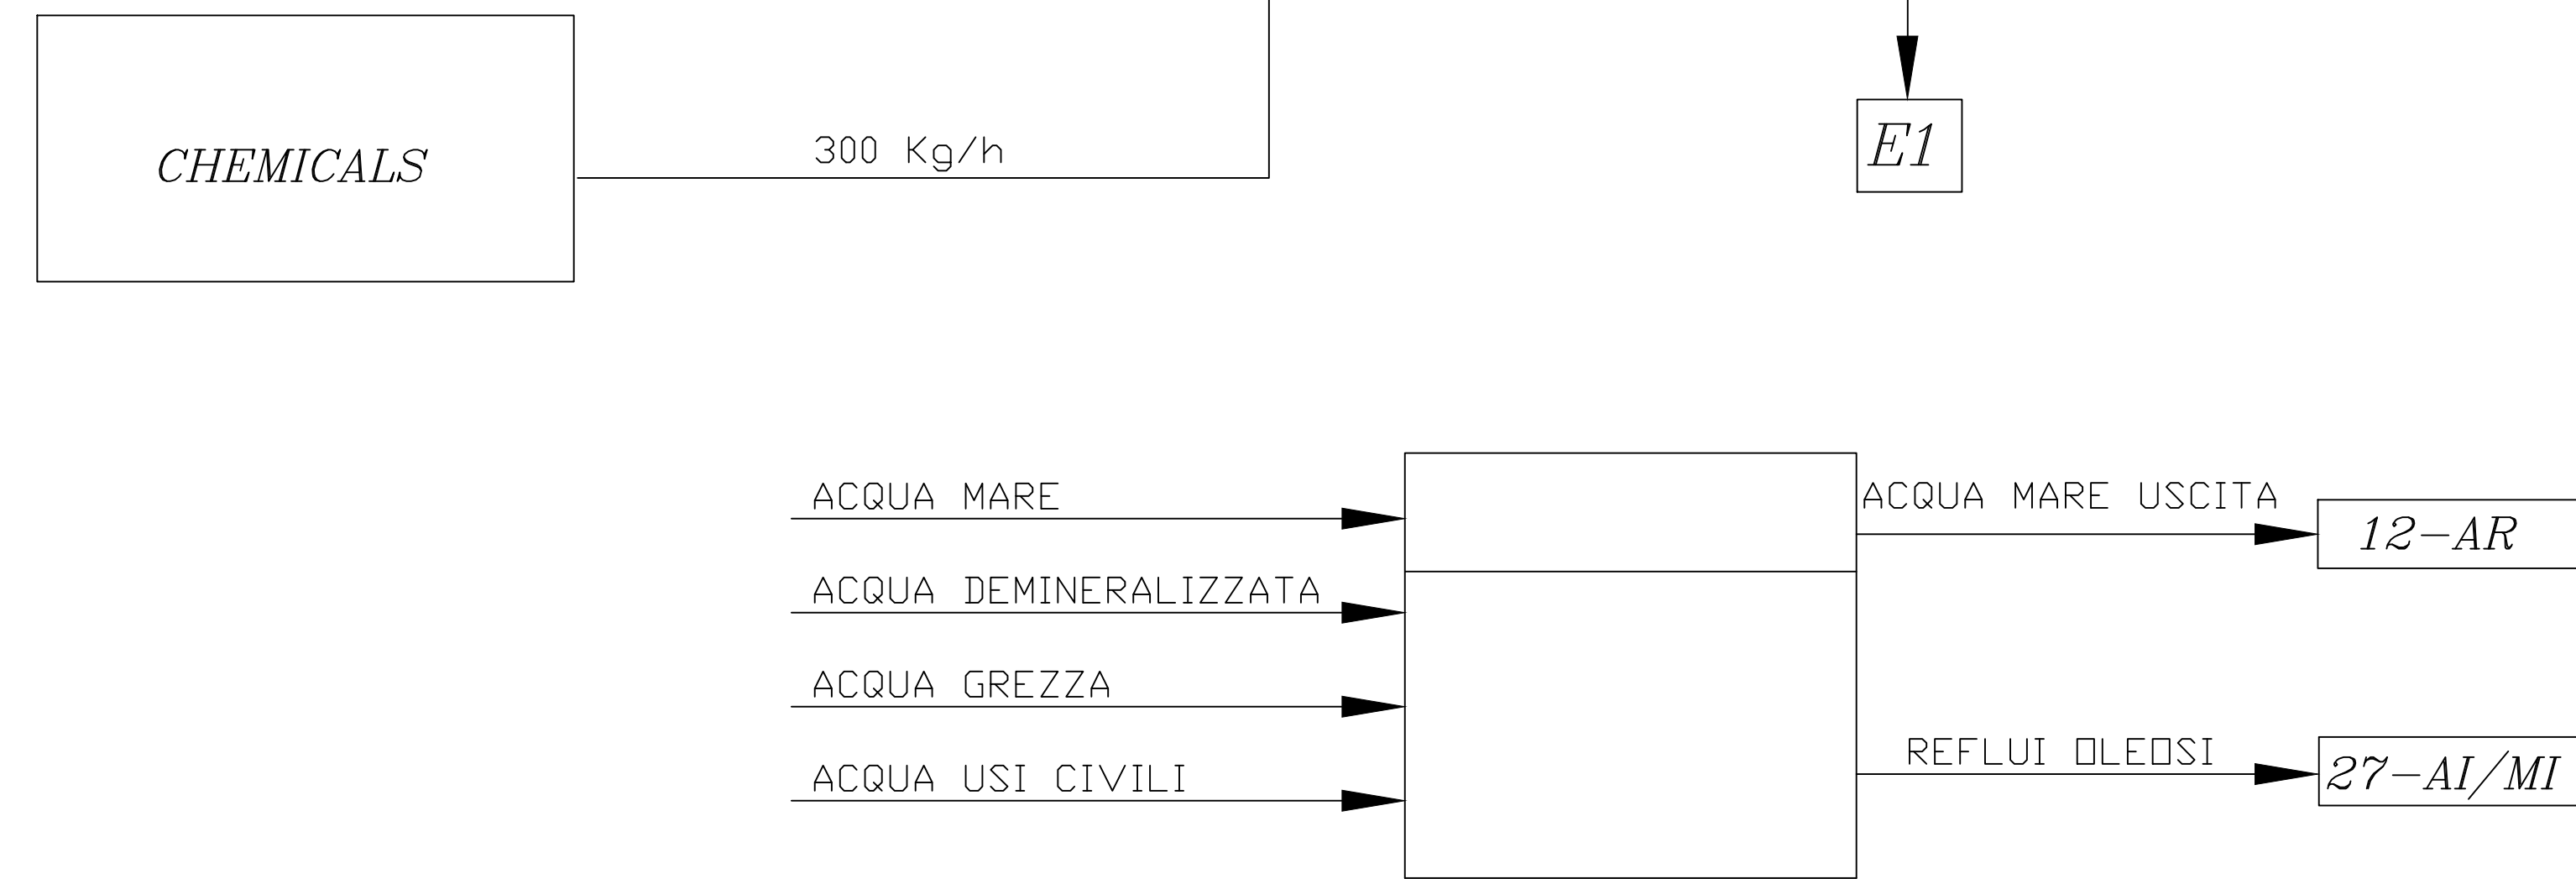 CHEMICALS
300 Kg/h
E1
ACQUA MARE
ACQUA MARE USCITA
12-AR
ACQUA DEMINERALIZZATA
ACQUA GREZZA
ACQUA USI CIVILI
REFLUI OLEOSI
27-AI/MI